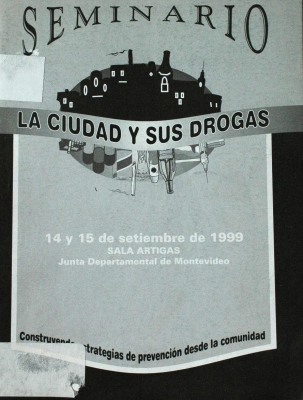 SEMINARIO
LA CIUDAD Y SUS DROGAS
14 y 15 de setiembre de 1999
SALA ARTIGAS
Junta Departamental de Montevideo
Construyendo estrategias de prevención desde la comunidad